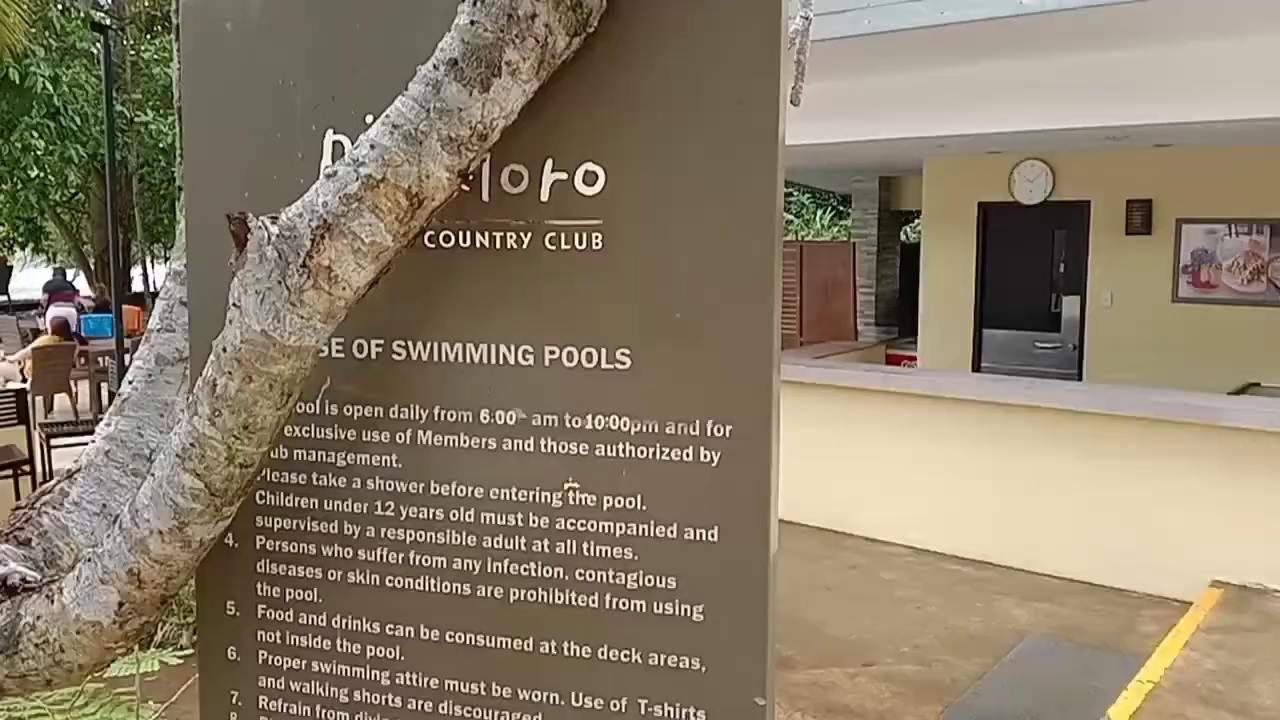 COUNTRY CLUB
OF SWIMMING POOLS
is open daily from 6:00 am to 10:00pm and for
exclusive use of Members and those authorized by
management.
Please take a shower before entering the pool.
Children under 12 years old must be accompanied and
supervised by a responsible adult at all times.
4. Persons who suffer from any infection, contagious
diseases or skin conditions are prohibited from using
the pool.
5. Food and drinks can be consumed at the deck areas,
not inside the pool.
6. Proper swimming attire must be worn. Use of T-shirts
and walking shorts are discouraged
7. Refrain from
8.